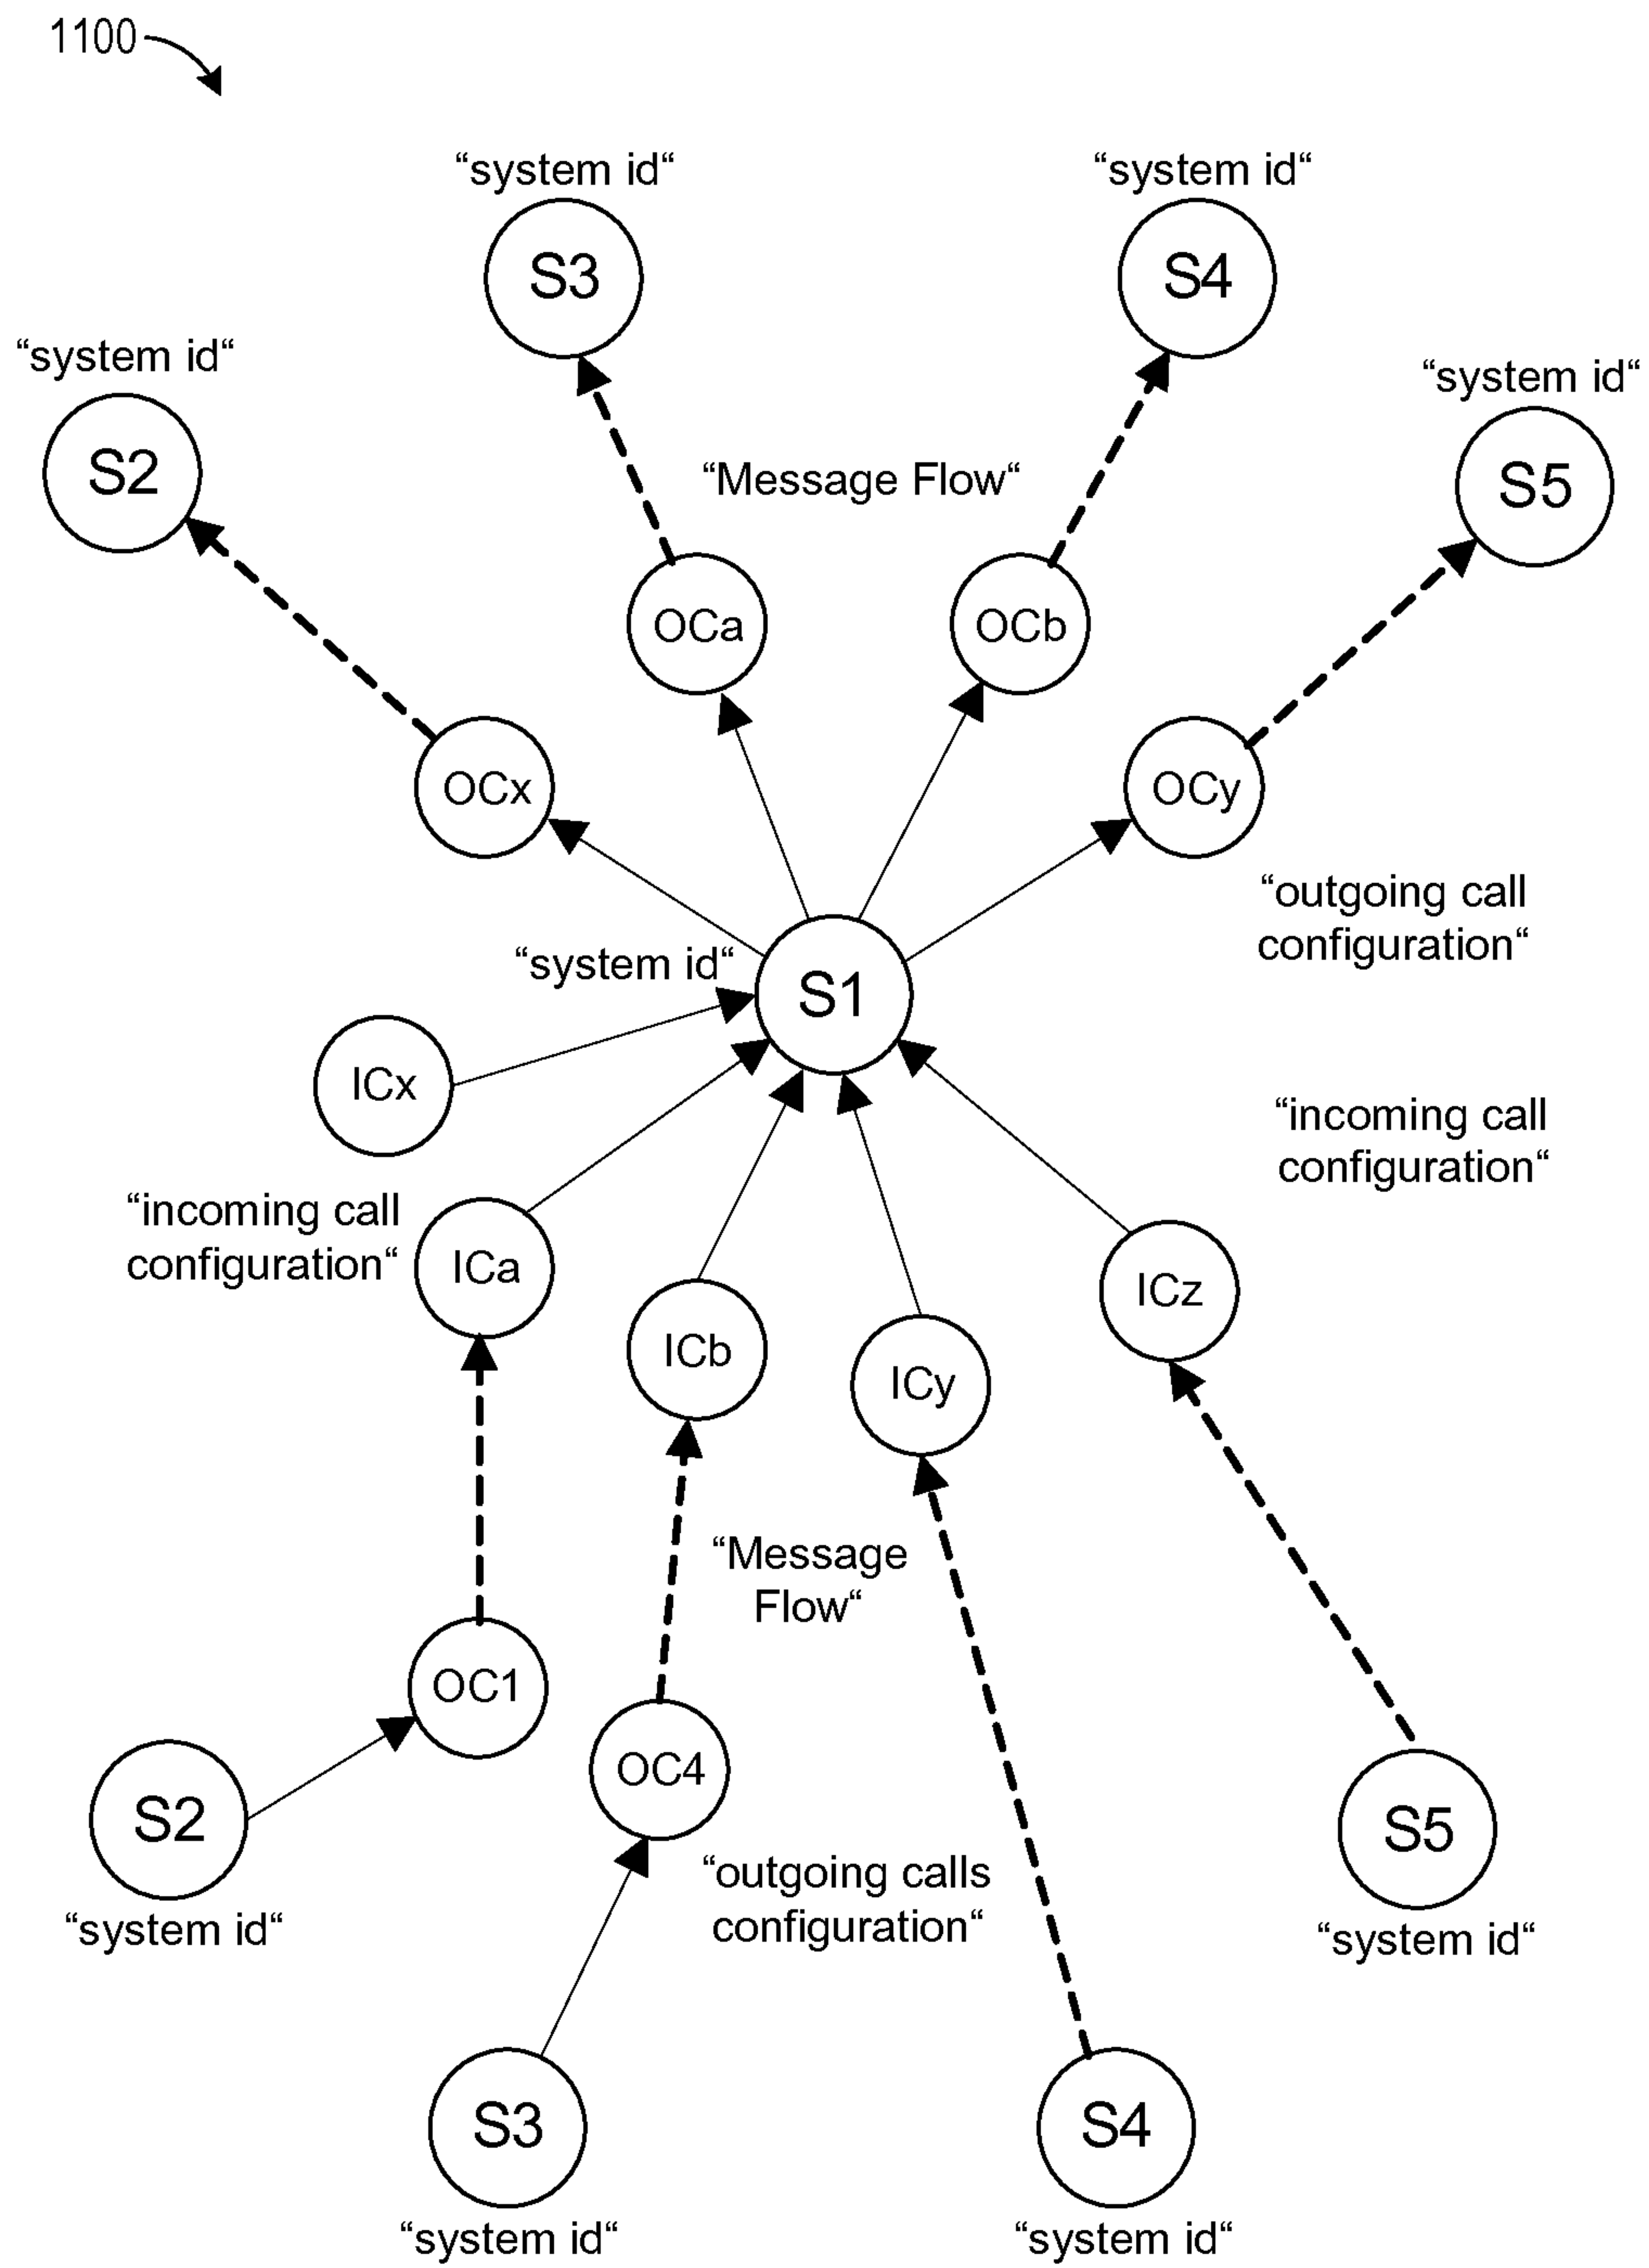 1100
“system id“
“system id“
S3
S4
“system id“
“system id“
S2
“Message Flow“
S5
OCa
OCb
OCx
OCy
“outgoing call
configuration“
“system id“
S1
ICx
“incoming call
configuration“
“incoming call
configuration“
ICa
ICz
ICb
ICy
“Message
Flow“
OC1
OC4
S2
S5
“outgoing calls
configuration“
“system id“
“system id“
S3
S4
“system id“
“system id“